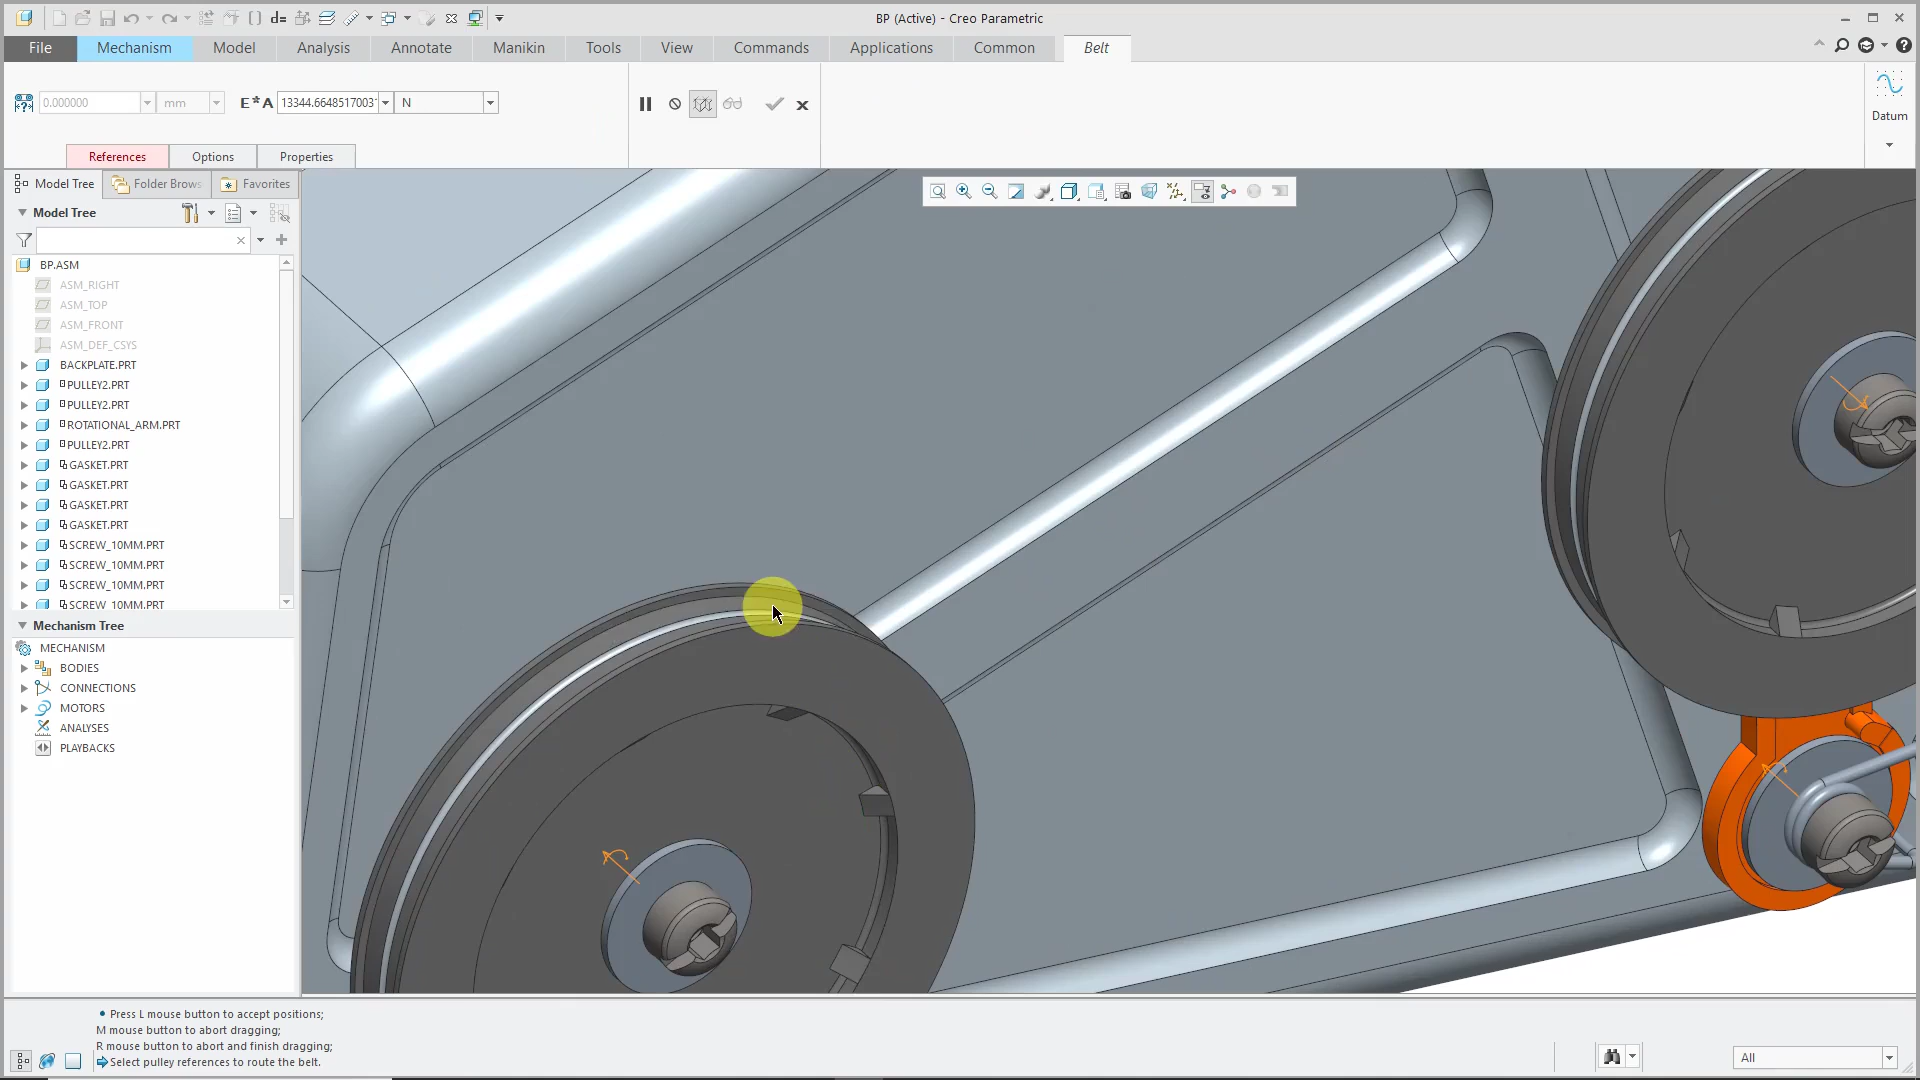 BP (Active) - Creo Parametric
File
Mechanism
Model
Analysis
Annotate
Manikin
Tools
View
Commands
Applications
Common
Belt
0.000000
mm
E*A
13344.6648517003
N
Datum
References
Options
Properties
Model Tree
Folder Brows
Favorites
Model Tree
BP.ASM
ASM_RIGHT
ASM_TOP
ASM_FRONT
ASM_DEF_CSYS
BACKPLATE.PRT
PULLEY2.PRT
PULLEY2.PRT
ROTATIONAL_ARM.PRT
PULLEY2.PRT
GASKET.PRT
GASKET.PRT
GASKET.PRT
GASKET.PRT
SCREW_10MM.PRT
SCREW_10MM.PRT
SCREW_10MM.PRT
SCREW_10MM.PRT
Mechanism Tree
MECHANISM
BODIES
CONNECTIONS
MOTORS
ANALYSES
PLAYBACKS
• Press L mouse button to accept positions;
M mouse button to abort dragging;
R mouse button to abort and finish dragging;
Select pulley references to route the belt.
All